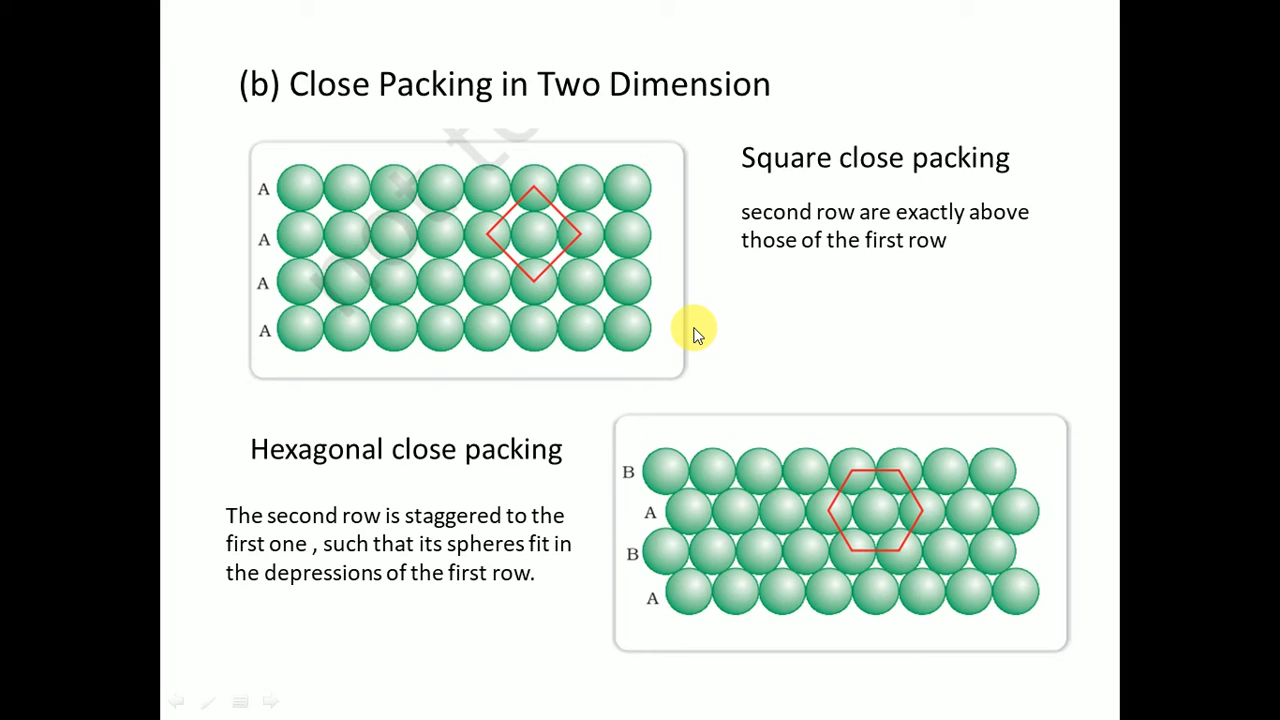 (b) Close Packing in Two Dimension
Square close packing
second row are exactly above
those of the first row
A
A
A
A
Hexagonal close packing
The second row is staggered to the
first one , such that its spheres fit in
the depressions of the first row.
B
A
B
A